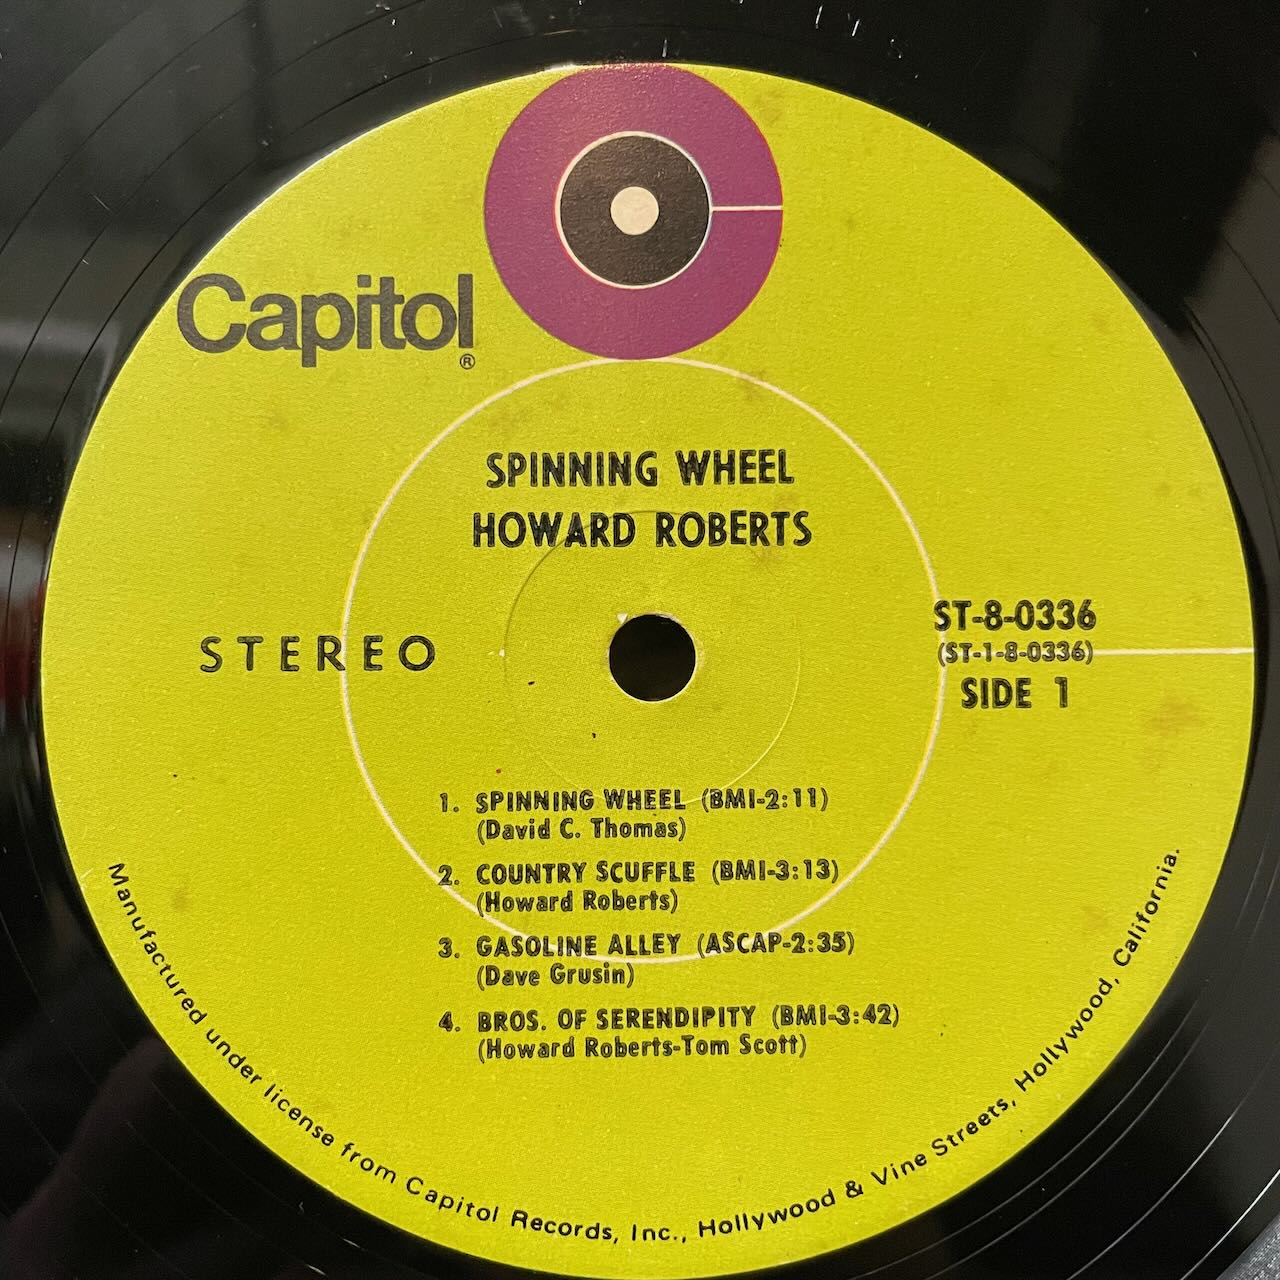 Capitol®
SPINNING WHEEL
HOWARD ROBERTS
STEREO
ST-8-0336
(ST-1-8-0336)
SIDE 1
1. SPINNING WHEEL (BMI-2:11)
(David C. Thomas)
2. COUNTRY SCUFFLE (BMI-3:13)
(Howard Roberts)
3. GASOLINE ALLEY (ASCAP-2:35)
(Dave Grusin)
4. BROS. OF SERENDIPITY (BMI-3:42)
(Howard Roberts-Tom Scott)
Manufactured under license from Capitol Records, Inc., Hollywood & Vine Streets, Hollywood, California.